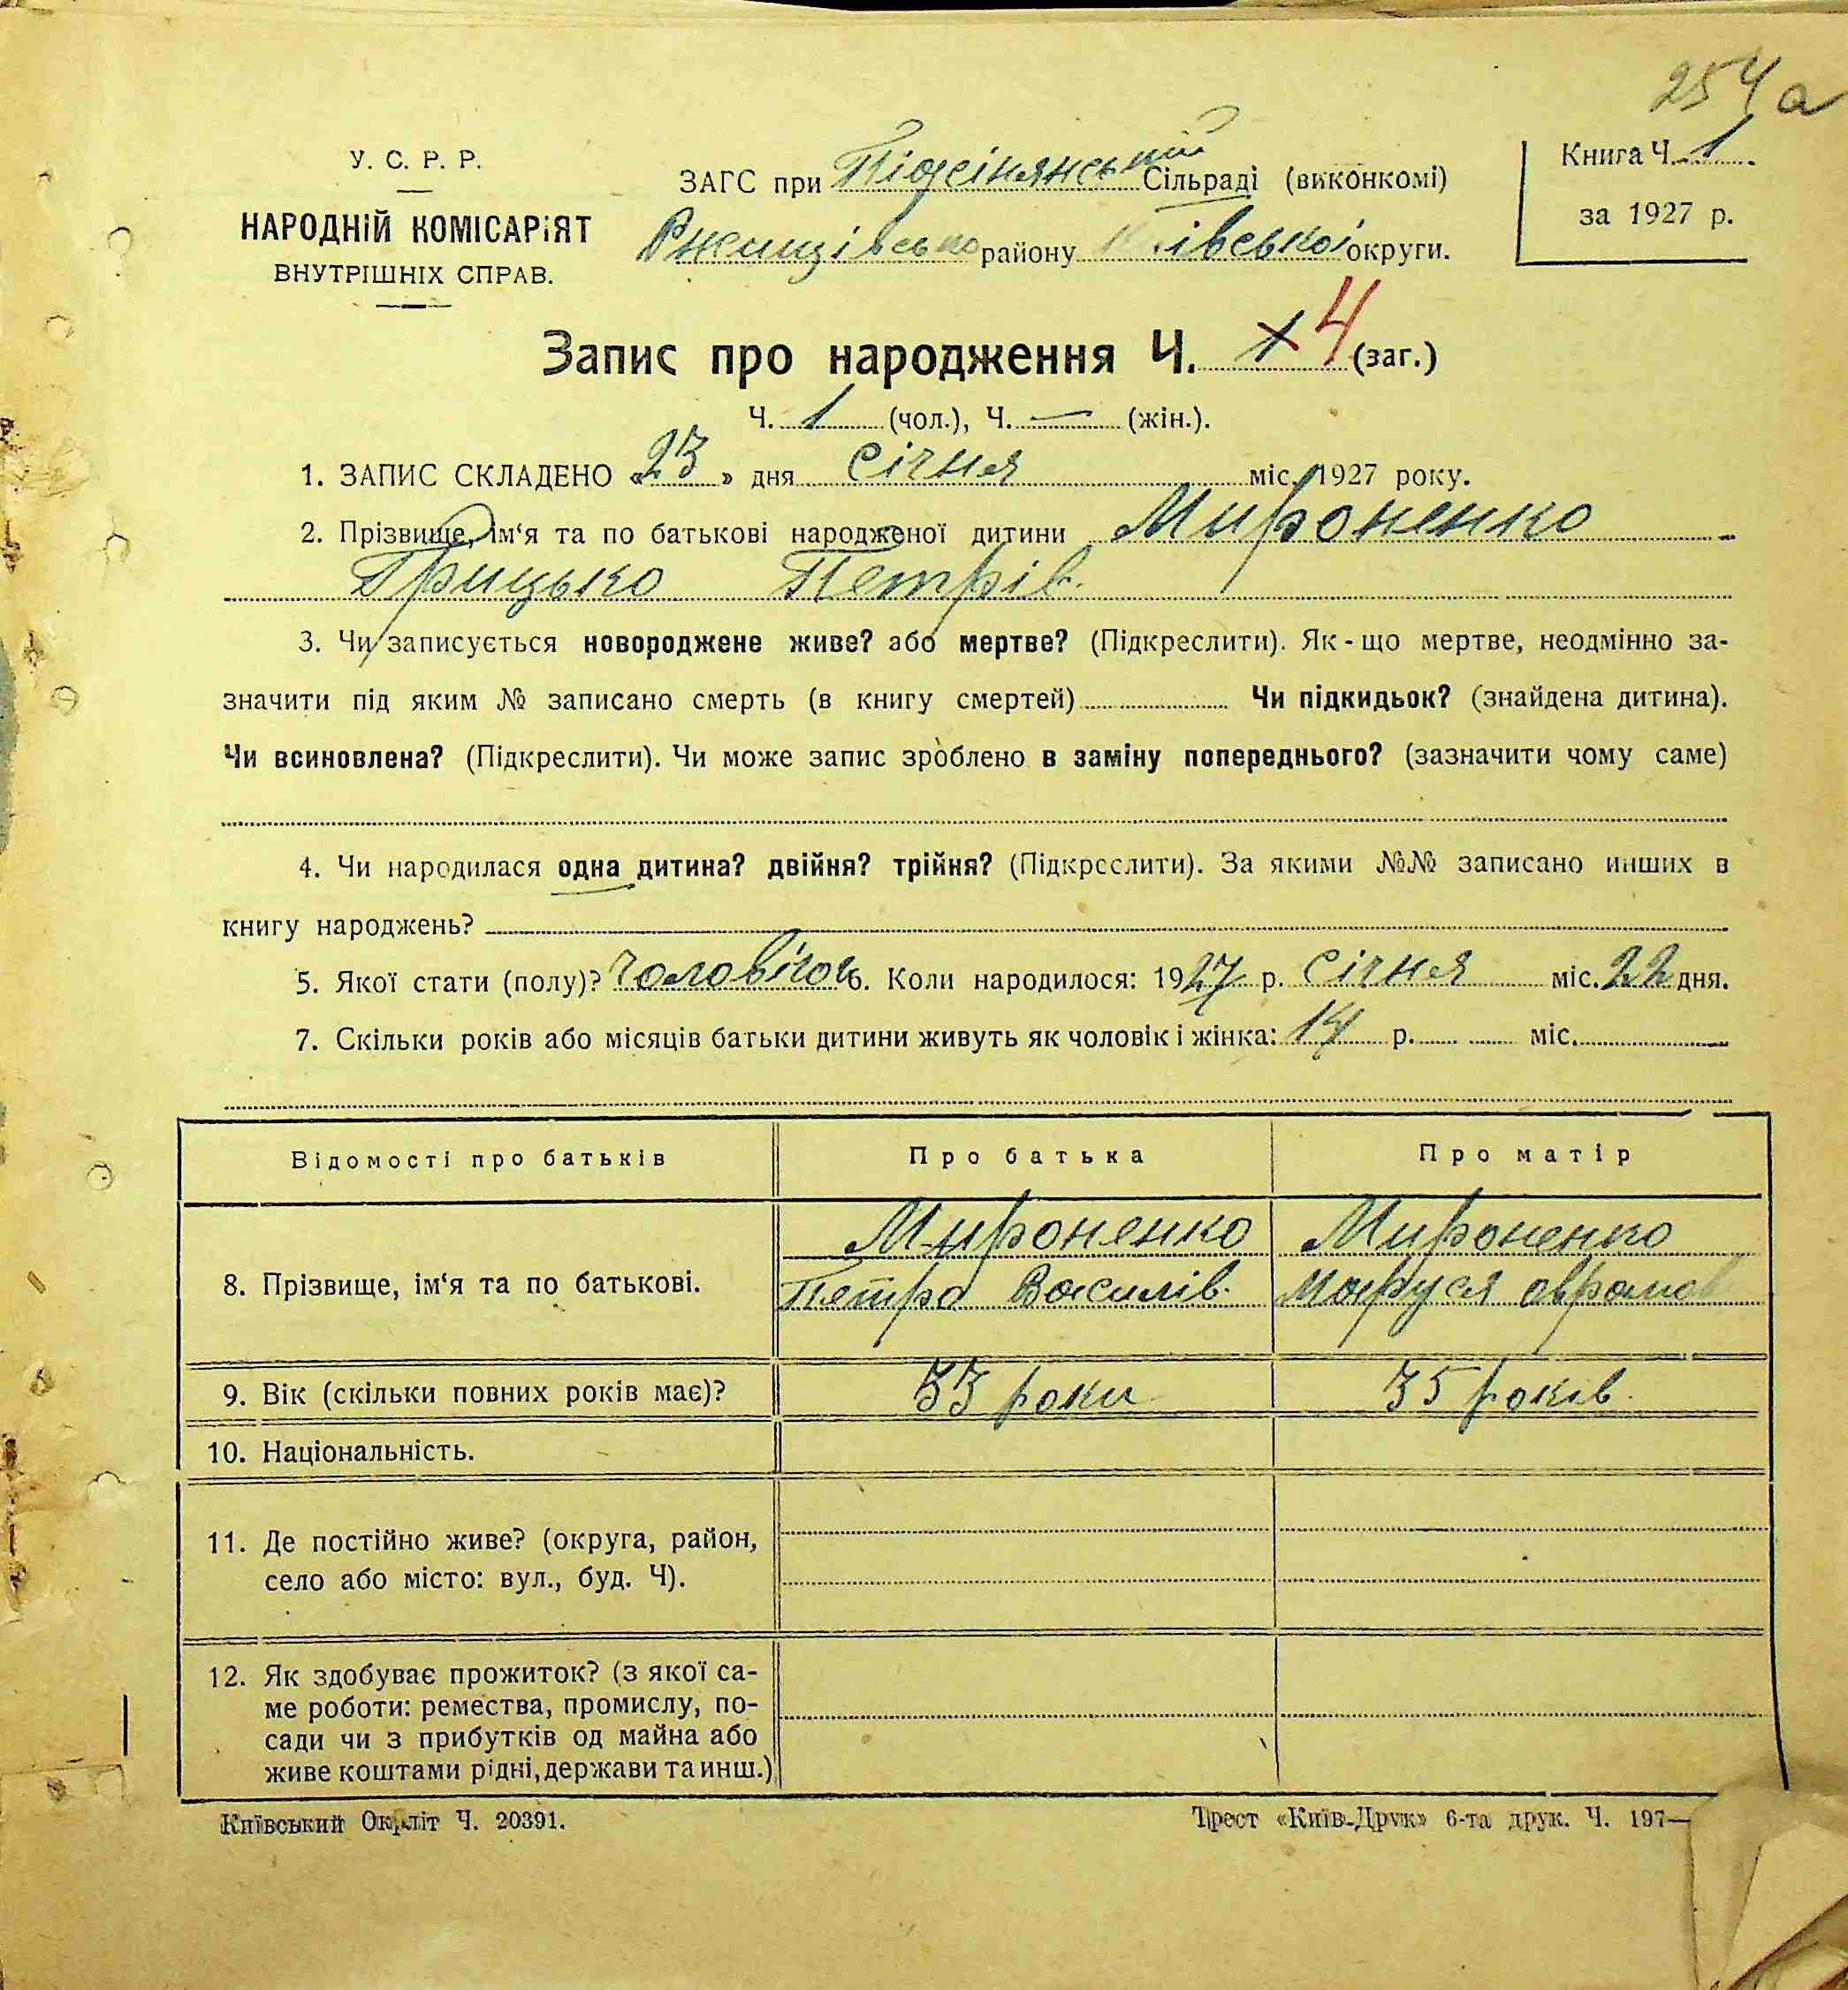 254а
У. С. Р. Р.
НАРОДНІЙ КОМІСАРІЯТ
ВНУТРІШНІХ СПРАВ.
ЗАГС при Підсінянській Сільраді (виконкомі)
Ржищівсько району Київської округи.
Книга Ч. 1
за 1927 р.
Запис про народження Ч. 1 4 (заг.)
Ч. 1 (чол.), Ч. — (жін.).
1. ЗАПИС СКЛАДЕНО «23» дня січня міс. 1927 року.
2. Прізвище, ім‘я та по батькові народженої дитини Мироненко
Грицько Петрів.
3. Чи записується новороджене живе? або мертве? (Підкреслити). Як-що мертве, неодмінно за-
значити під яким № записано смерть (в книгу смертей) Чи підкидьок? (знайдена дитина).
Чи всиновлена? (Підкреслити). Чи може запис зроблено в заміну попереднього? (зазначити чому саме)
4. Чи народилася одна дитина? двійня? трійня? (Підкреслити). За якими №№ записано инших в
книгу народжень?
5. Якої стати (полу)? чоловічоі 6. Коли народилося: 1927 р. січня міс. 22 дня.
7. Скільки років або місяців батьки дитини живуть як чоловік і жінка: 14 р. міс.
Відомості про батьків Про батька Про матір
8. Прізвище, ім‘я та по батькові. Мироненко Мироненко
Петро Василів. Маруся аврамов
9. Вік (скільки повних років має)? 33 роки 35 років.
10. Національність.
11. Де постійно живе? (округа, район,
село або місто: вул., буд. Ч).
12. Як здобуває прожиток? (з якої са-
ме роботи: ремества, промислу, по-
сади чи з прибутків од майна або
живе коштами рідні, держави та инш.)
Київський Окрліт Ч. 20391.
Трест «Київ-Друк» 6-та друк. Ч. 197—